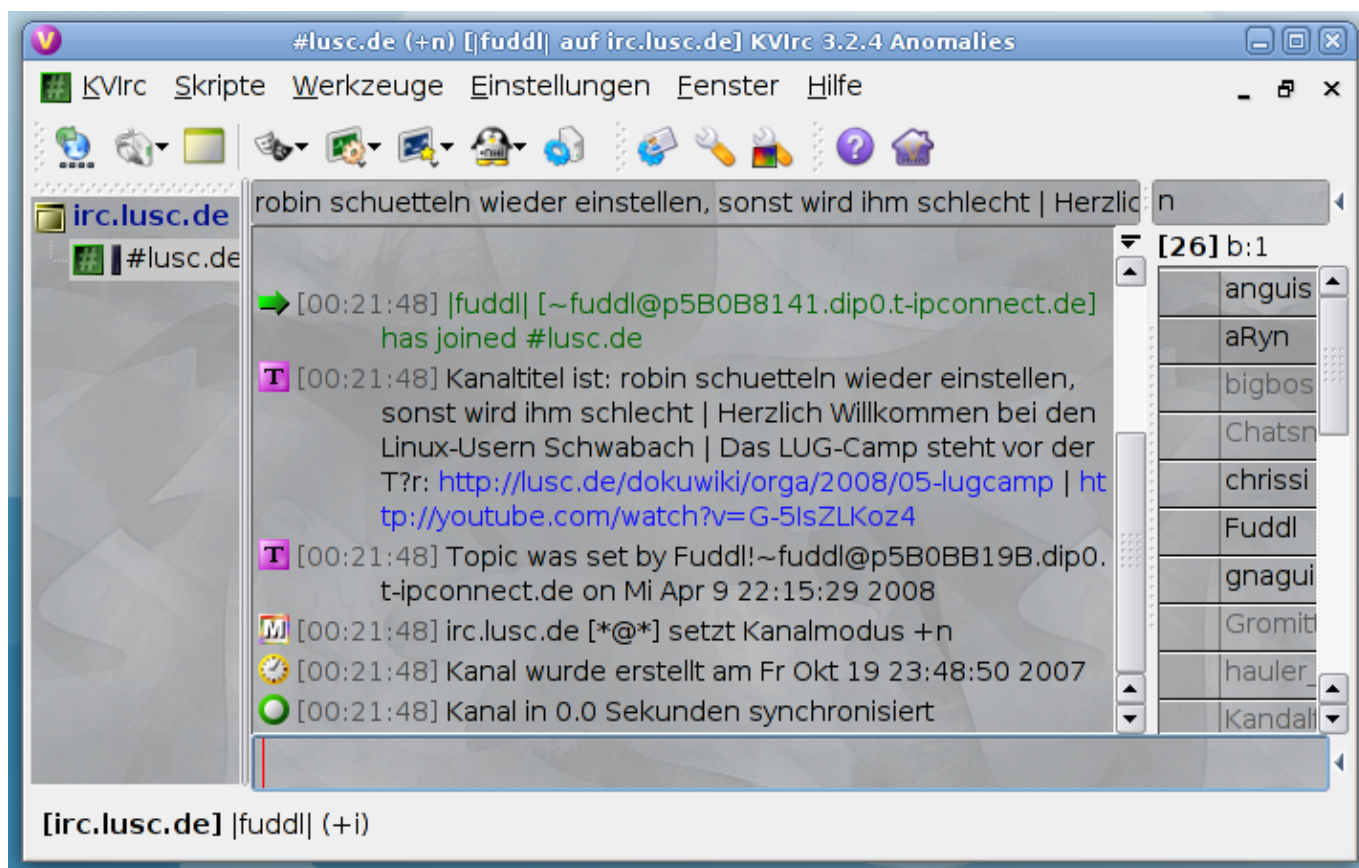 #lusc.de (+n) [|fuddl| auf irc.lusc.de] KVIrc 3.2.4 Anomalies
KVIrc Skripte Werkzeuge Einstellungen Fenster Hilfe
irc.lusc.de
#lusc.de
robin schuetteln wieder einstellen, sonst wird ihm schlecht | Herzlic
n
[26] b:1
[00:21:48] |fuddl| [~fuddl@p5B0B8141.dip0.t-ipconnect.de]
has joined #lusc.de
[00:21:48] Kanaltitel ist: robin schuetteln wieder einstellen,
sonst wird ihm schlecht | Herzlich Willkommen bei den
Linux-Usern Schwabach | Das LUG-Camp steht vor der
T?r: http://lusc.de/dokuwiki/orga/2008/05-lugcamp | ht
tp://youtube.com/watch?v=G-5IsZLKoz4
[00:21:48] Topic was set by Fuddl!~fuddl@p5B0BB19B.dip0.
t-ipconnect.de on Mi Apr 9 22:15:29 2008
[00:21:48] irc.lusc.de [*@*] setzt Kanalmodus +n
[00:21:48] Kanal wurde erstellt am Fr Okt 19 23:48:50 2007
[00:21:48] Kanal in 0.0 Sekunden synchronisiert
anguis
aRyn
bigbos
Chatsn
chrissi
Fuddl
gnagui
Gromit
hauler_
Kandal
[irc.lusc.de] |fuddl| (+i)